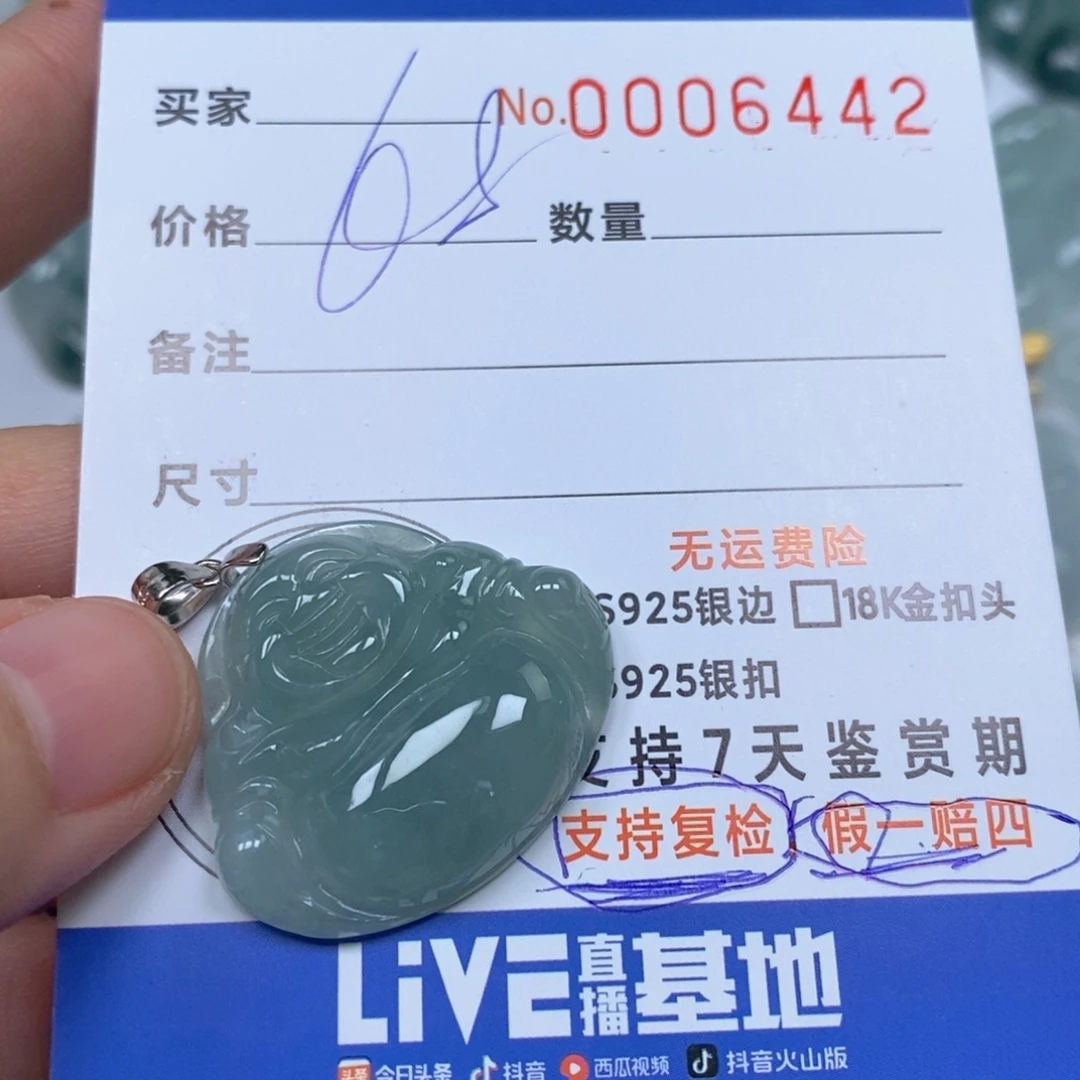 买家 No.0006442
68
价格 数量
备注
尺寸
无运费险
S925银边 18K金扣头
S925银扣
支持7天鉴赏期
支持复检 假一赔四
LiVE直播基地
头条 今日头条 抖音 西瓜视频 抖音火山版